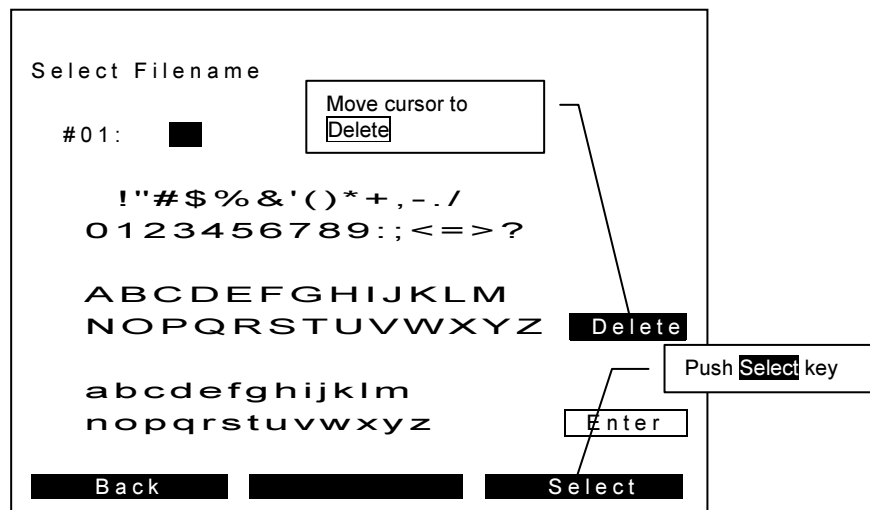 Select Filename
Move cursor to
Delete
#01:
!"#$%&'()*+,-./
0123456789:;<=>?
ABCDEFGHIJKLM
NOPQRSTUVWXYZ
Delete
Push Select key
abcdefghijklm
nopqrstuvwxyz
Enter
Back
Select